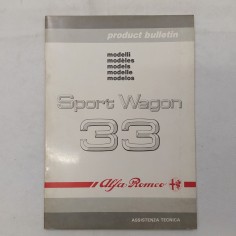 product bulletin
modelli
modèles
models
modelle
modelos
Sport Wagon
33
Alfa Romeo
ASSISTENZA TECNICA